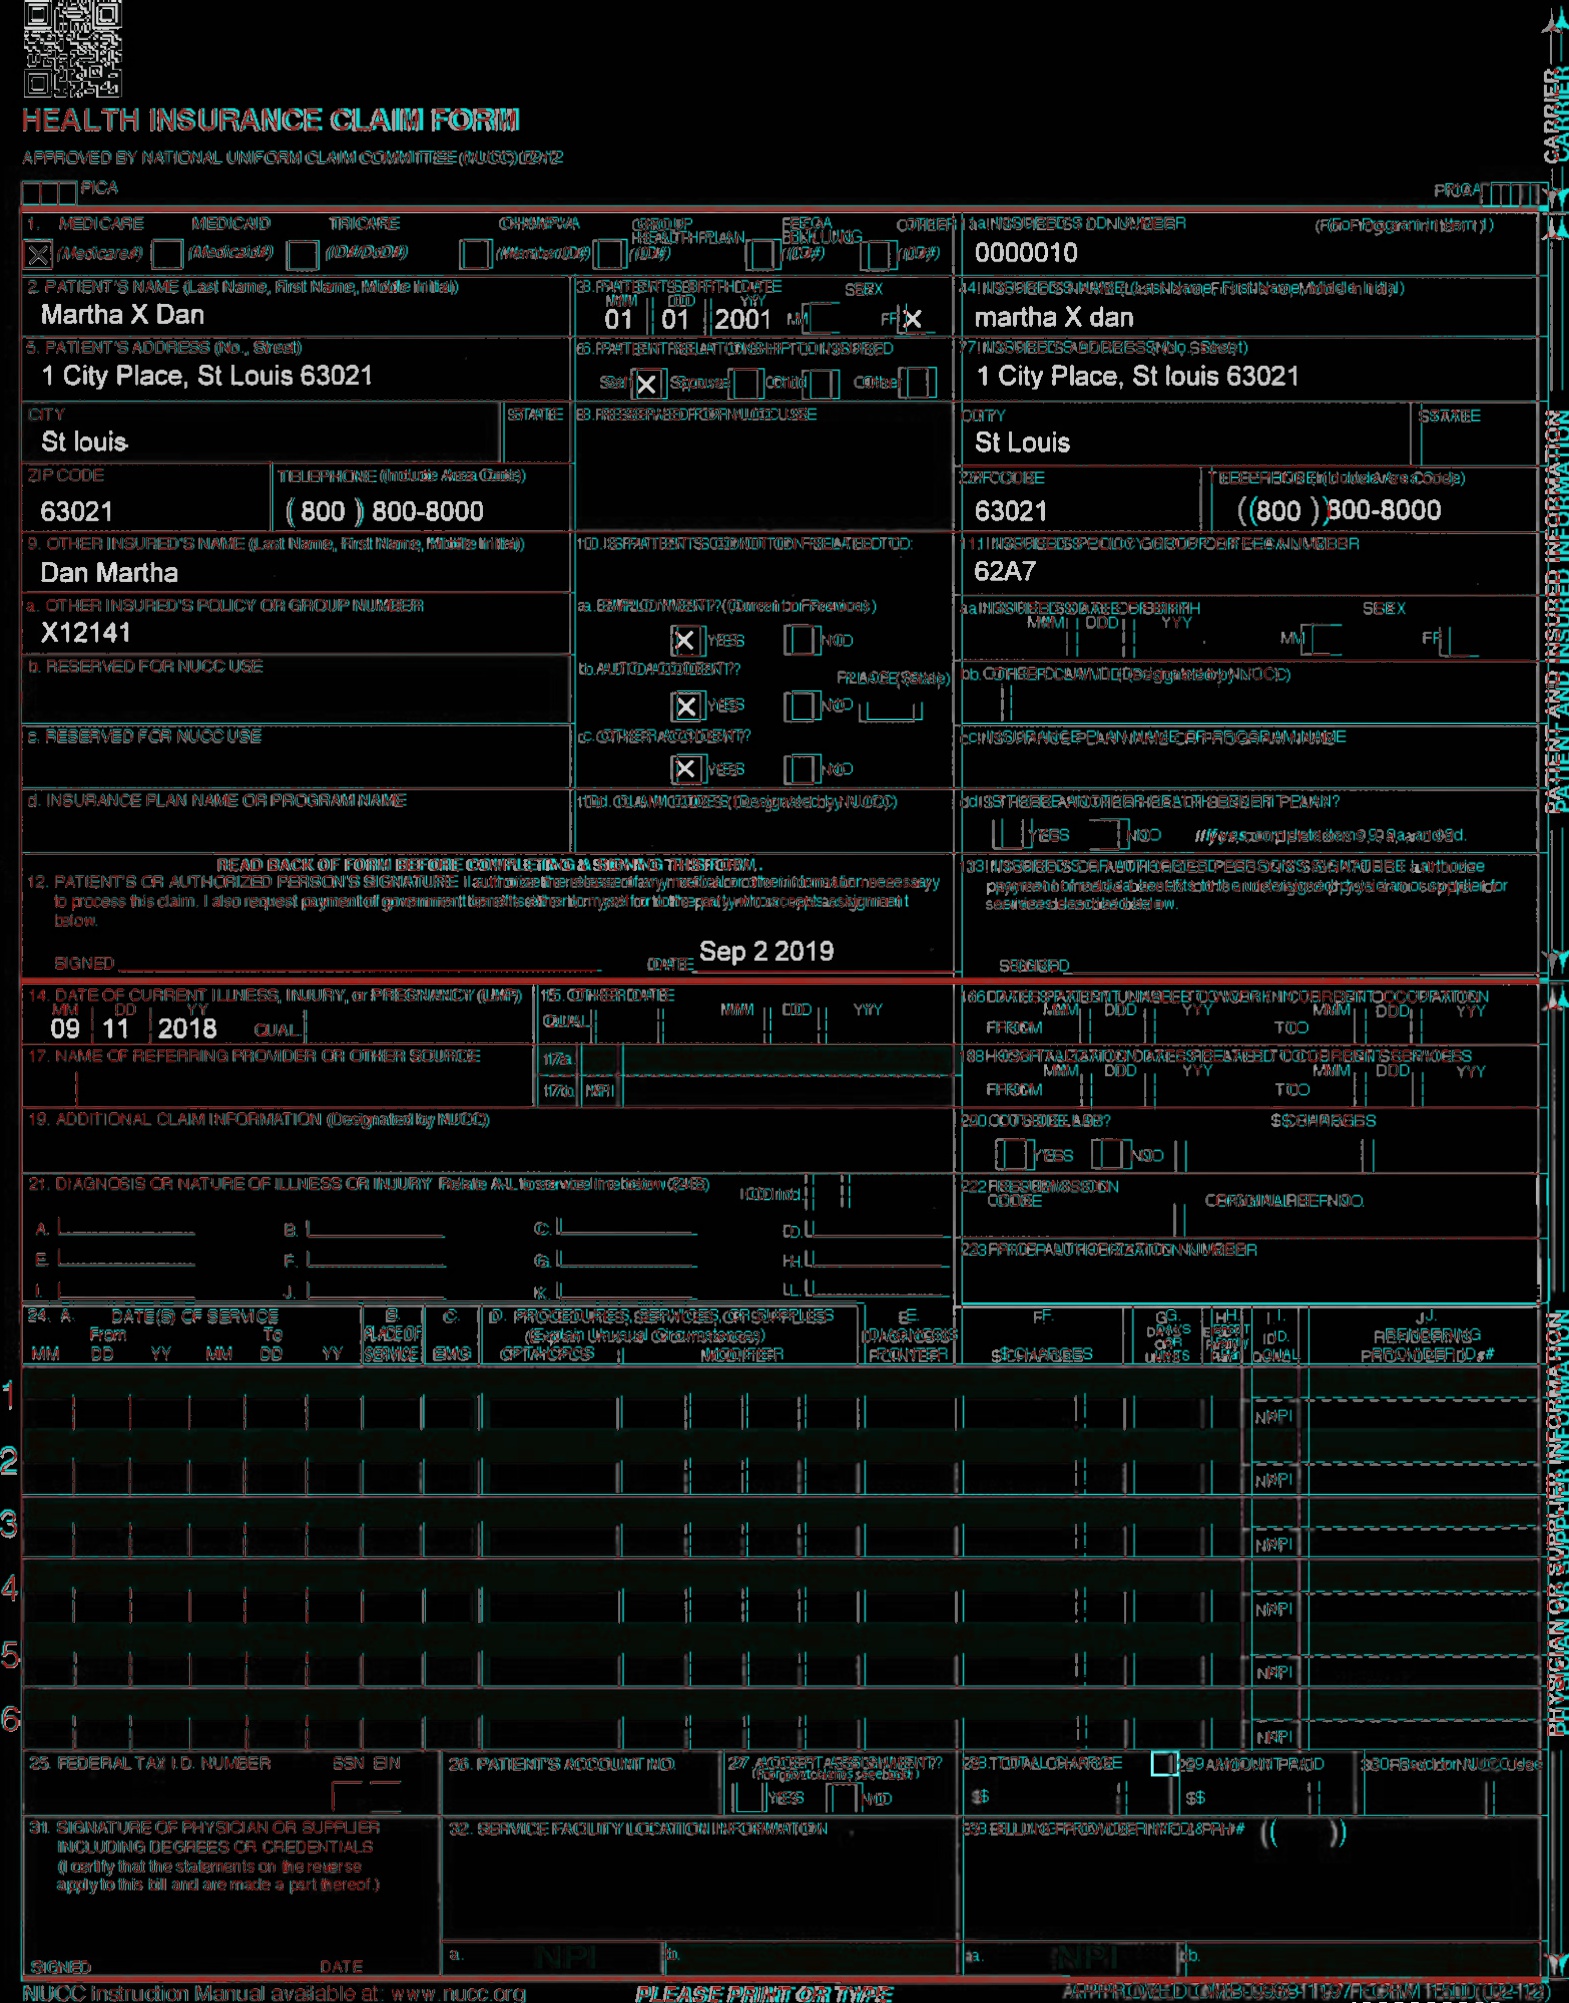 HEALTH INSURANCE CLAIM FORM
APPROVED BY NATIONAL UNIFORM CLAIM COMMITTEE (NUCC) 02/12
PICA
PICA
CARRIER
1. MEDICARE MEDICAID TRICARE CHAMPVA GROUP HEALTH PLAN FECA BLK LUNG OTHER
(Medicare#) (Medicaid#) (ID#/DoD#) (Member ID#) (ID#) (ID#) (ID#)
1a. INSURED'S I.D. NUMBER (For Program in Item 1)
0000010
2. PATIENT'S NAME (Last Name, First Name, Middle Initial)
Martha X Dan
3. PATIENT'S BIRTH DATE SEX
MM DD YY
01 01 2001 M F X
4. INSURED'S NAME (Last Name, First Name, Middle Initial)
martha X dan
5. PATIENT'S ADDRESS (No., Street)
1 City Place, St Louis 63021
6. PATIENT RELATIONSHIP TO INSURED
Self X Spouse Child Other
7. INSURED'S ADDRESS (No., Street)
1 City Place, St louis 63021
CITY STATE
St louis
8. RESERVED FOR NUCC USE
CITY STATE
St Louis
ZIP CODE TELEPHONE (Include Area Code)
63021 ( 800 ) 800-8000
ZIP CODE TELEPHONE (Include Area Code)
63021 (800 ) 800-8000
9. OTHER INSURED'S NAME (Last Name, First Name, Middle Initial)
Dan Martha
10. IS PATIENT'S CONDITION RELATED TO:
11. INSURED'S POLICY GROUP OR FECA NUMBER
62A7
a. OTHER INSURED'S POLICY OR GROUP NUMBER
X12141
a. EMPLOYMENT? (Current or Previous)
X YES NO
a. INSURED'S DATE OF BIRTH SEX
MM DD YY M F
b. RESERVED FOR NUCC USE
b. AUTO ACCIDENT? PLACE (State)
X YES NO
b. OTHER CLAIM ID (Designated by NUCC)
c. RESERVED FOR NUCC USE
c. OTHER ACCIDENT?
X YES NO
c. INSURANCE PLAN NAME OR PROGRAM NAME
d. INSURANCE PLAN NAME OR PROGRAM NAME
10d. CLAIM CODES (Designated by NUCC)
d. IS THERE ANOTHER HEALTH BENEFIT PLAN?
YES NO If yes, complete items 9, 9a, and 9d.
READ BACK OF FORM BEFORE COMPLETING & SIGNING THIS FORM.
12. PATIENT'S OR AUTHORIZED PERSON'S SIGNATURE I authorize the release of any medical or other information necessary
to process this claim. I also request payment of government benefits either to myself or to the party who accepts assignment
below.
SIGNED DATE Sep 2 2019
13. INSURED'S OR AUTHORIZED PERSON'S SIGNATURE I authorize
payment of medical benefits to the undersigned physician or supplier for
services described below.
SIGNED
PATIENT AND INSURED INFORMATION
14. DATE OF CURRENT ILLNESS, INJURY, or PREGNANCY (LMP)
MM DD YY
09 11 2018 QUAL.
15. OTHER DATE
QUAL. MM DD YY
16. DATES PATIENT UNABLE TO WORK IN CURRENT OCCUPATION
MM DD YY MM DD YY
FROM TO
17. NAME OF REFERRING PROVIDER OR OTHER SOURCE
17a.
17b. NPI
18. HOSPITALIZATION DATES RELATED TO CURRENT SERVICES
MM DD YY MM DD YY
FROM TO
19. ADDITIONAL CLAIM INFORMATION (Designated by NUCC)
20. OUTSIDE LAB? $ CHARGES
YES NO
21. DIAGNOSIS OR NATURE OF ILLNESS OR INJURY Relate A-L to service line below (24E)
ICD Ind.
A. B. C. D.
E. F. G. H.
I. J. K. L.
22. RESUBMISSION
CODE ORIGINAL REF. NO.
23. PRIOR AUTHORIZATION NUMBER
24. A. DATE(S) OF SERVICE B. C. D. PROCEDURES, SERVICES, OR SUPPLIES E. F. G. H. I. J.
From To PLACE OF (Explain Unusual Circumstances) DIAGNOSIS DAYS OR EPSDT Family ID. RENDERING
MM DD YY MM DD YY SERVICE EMG CPT/HCPCS MODIFIER POINTER $ CHARGES UNITS Plan QUAL. PROVIDER ID. #
1
NPI
2
NPI
3
NPI
4
NPI
5
NPI
6
NPI
PHYSICIAN OR SUPPLIER INFORMATION
25. FEDERAL TAX I.D. NUMBER SSN EIN
26. PATIENT'S ACCOUNT NO.
27. ACCEPT ASSIGNMENT?
(For govt. claims, see back)
YES NO
28. TOTAL CHARGE
$
29. AMOUNT PAID
$
30. Rsvd for NUCC Use
31. SIGNATURE OF PHYSICIAN OR SUPPLIER
INCLUDING DEGREES OR CREDENTIALS
(I certify that the statements on the reverse
apply to this bill and are made a part thereof.)
SIGNED DATE
32. SERVICE FACILITY LOCATION INFORMATION
a. NPI b.
33. BILLING PROVIDER INFO & PH # ( )
a. NPI b.
NUCC Instruction Manual available at: www.nucc.org
PLEASE PRINT OR TYPE
APPROVED OMB-0938-1197 FORM 1500 (02-12)